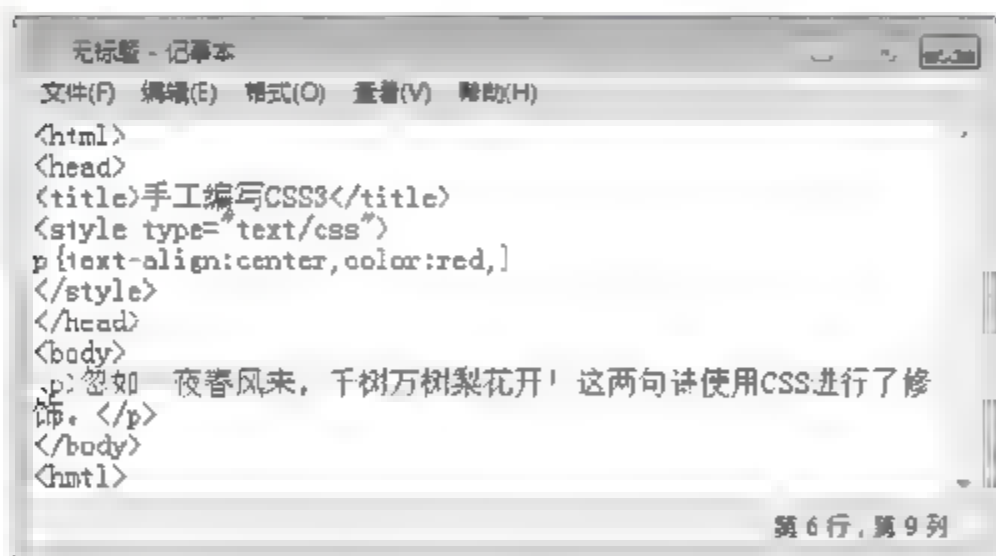 无标题 - 记事本
文件(F) 编辑(E) 格式(O) 查看(V) 帮助(H)
<html>
<head>
<title>手工编写CSS3</title>
<style type="text/css">
p{text-align:center;color:red;}
</style>
</head>
<body>
<p>忽如一夜春风来，千树万树梨花开！这两句诗使用CSS进行了修
饰。</p>
</body>
<hmtl>
第 6 行，第 9 列